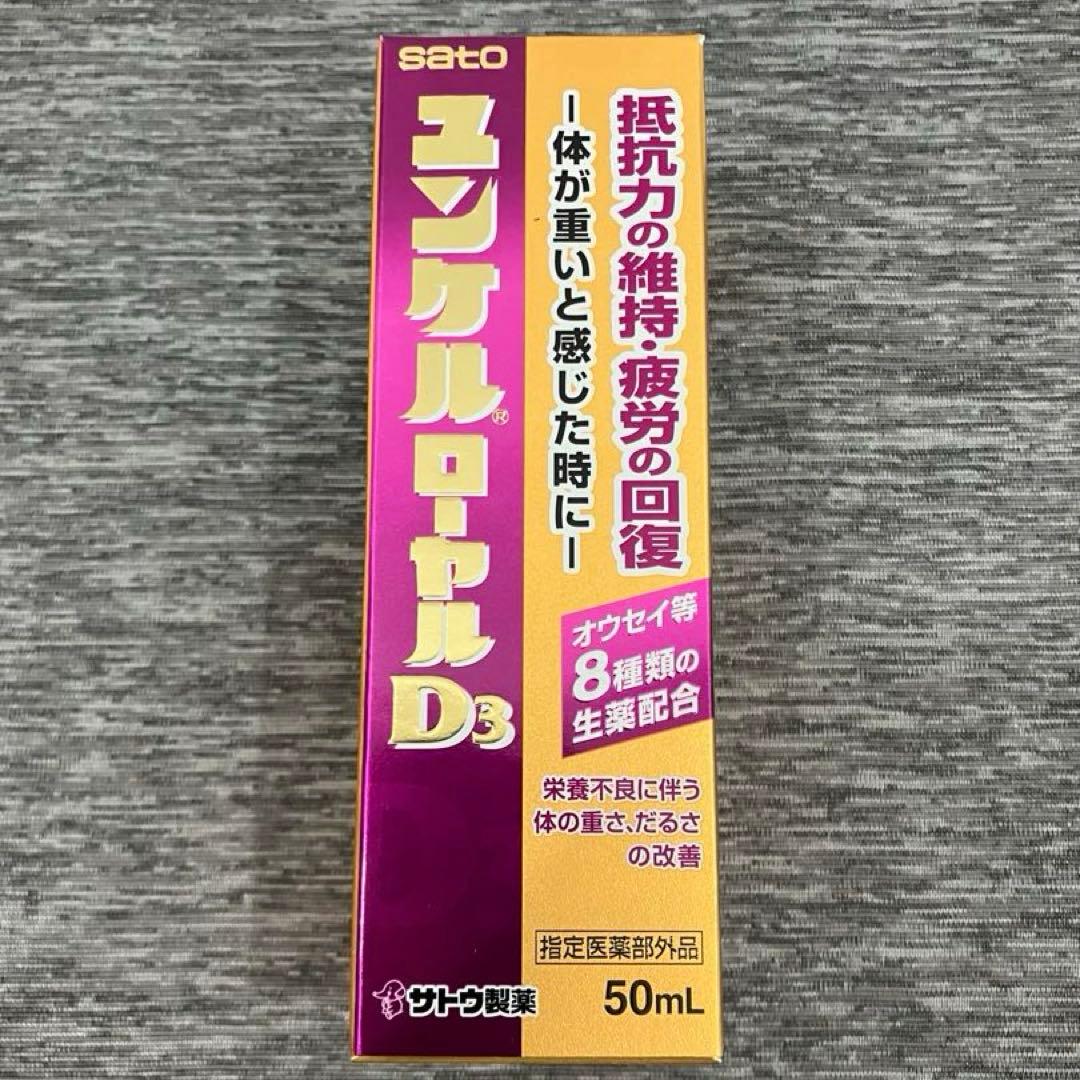 sato
ユンケル®ローヤル
D3
抵抗力の維持・疲労の回復
ー体が重いと感じた時にー
オウセイ等
8種類の
生薬配合
栄養不良に伴う
体の重さ、だるさ
の改善
指定医薬部外品
サトウ製薬
50mL